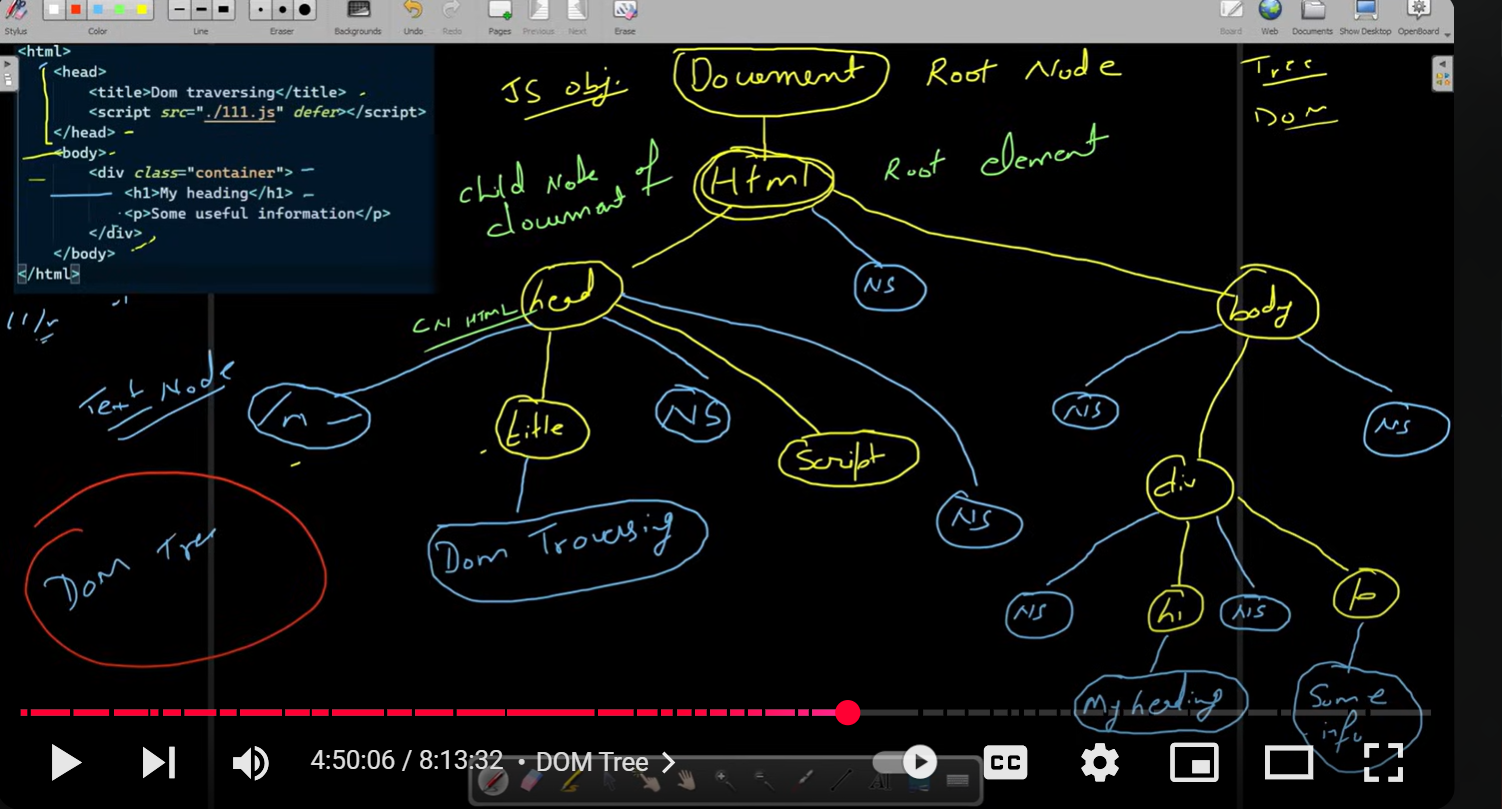 Stylus
Color
Line
Eraser
Backgrounds
Undo
Redo
Pages
Previous
Next
Erase
Board
Web
Documents
Show Desktop
OpenBoard
<html>
<head>
<title>Dom traversing</title>
<script src="./111.js" defer></script>
</head>
<body>
<div class="container">
<h1>My heading</h1>
<p>Some useful information</p>
</div>
</body>
</html>
JS obj.
Document
Root Node
Tree
DOM
Child Node of
document
Html
Root element
head
NS
body
CN HTML
Text Node
/n
title
NS
Script
NS
NS
NS
div
Dom Traversing
DOM Tree
NS
h1
NS
p
My heading
Some
info
4:50:06 / 8:13:32 • DOM Tree
CC